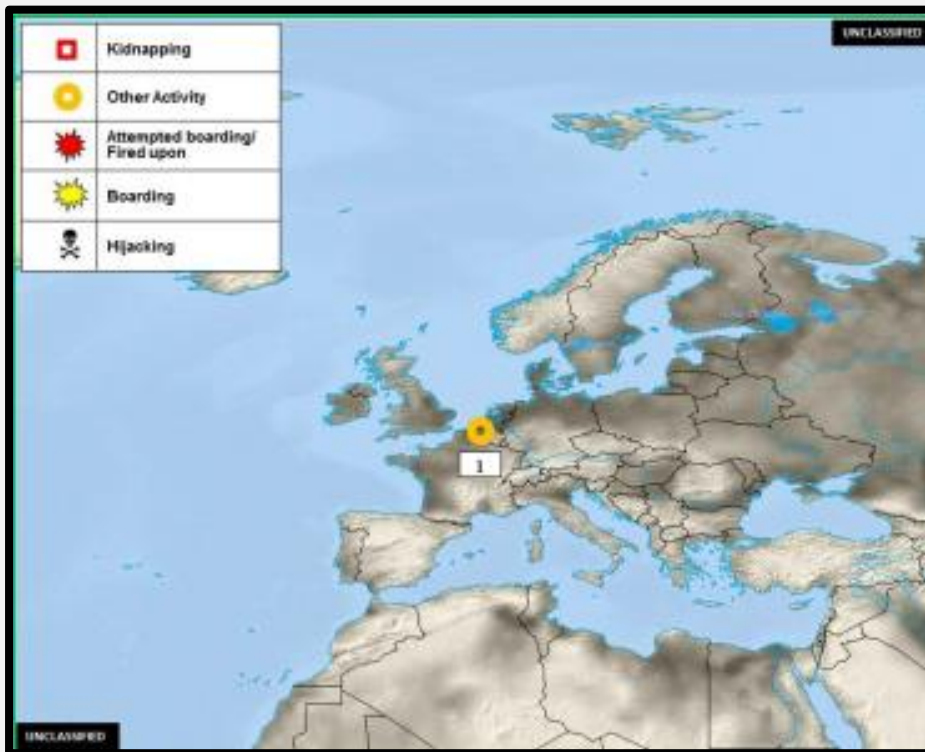 UNCLASSIFIED
Kidnapping
Other Activity
Attempted boarding/
Fired upon
Boarding
Hijacking
1
UNCLASSIFIED